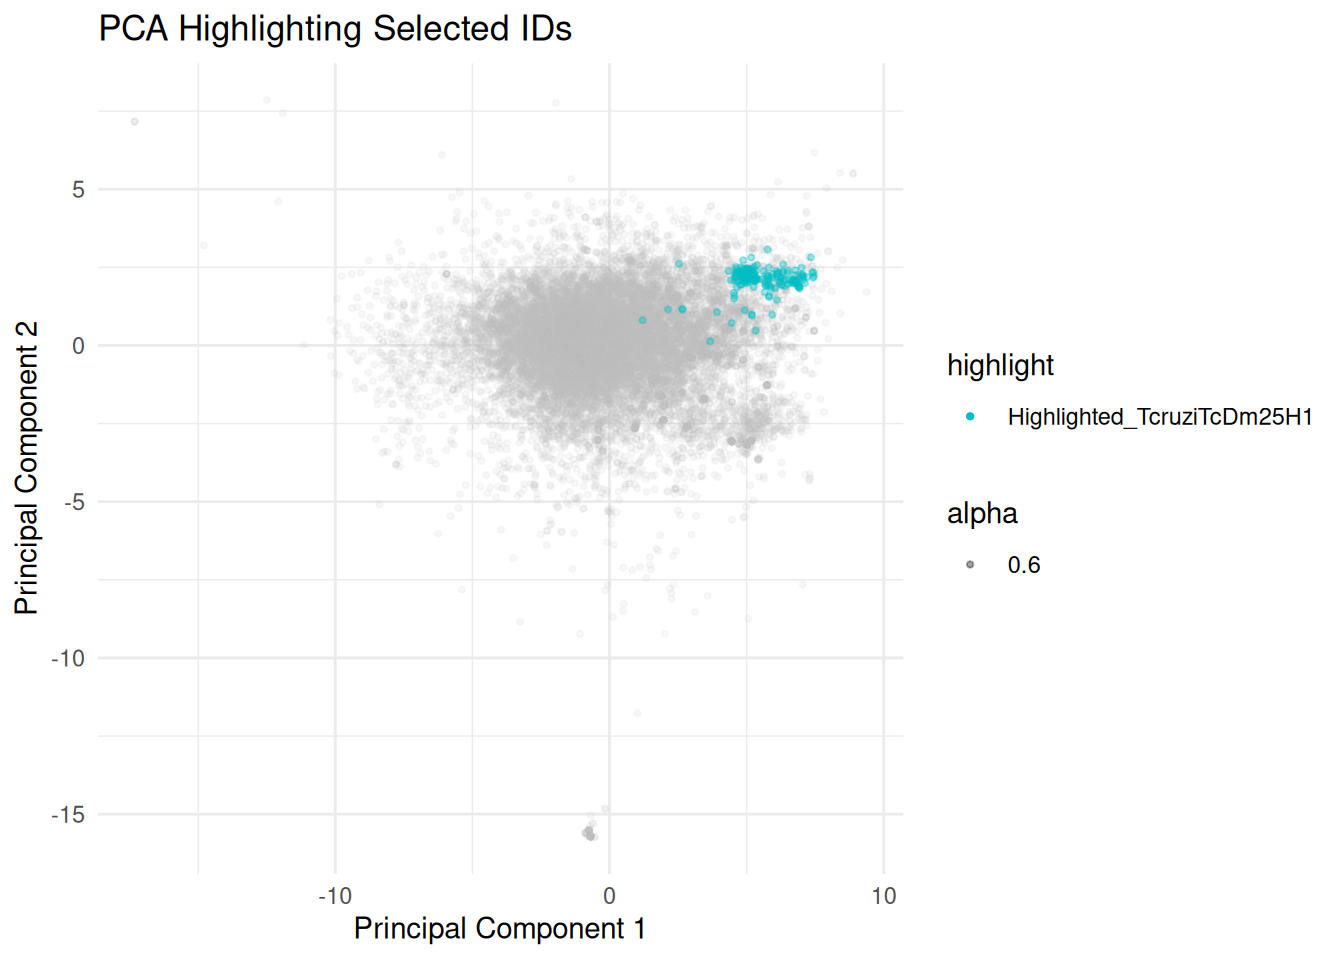 PCA Highlighting Selected IDs
Principal Component 2
5
0
-5
-10
-15
-10
0
10
Principal Component 1
highlight
Highlighted_TcruziTcDm25H1
alpha
0.6